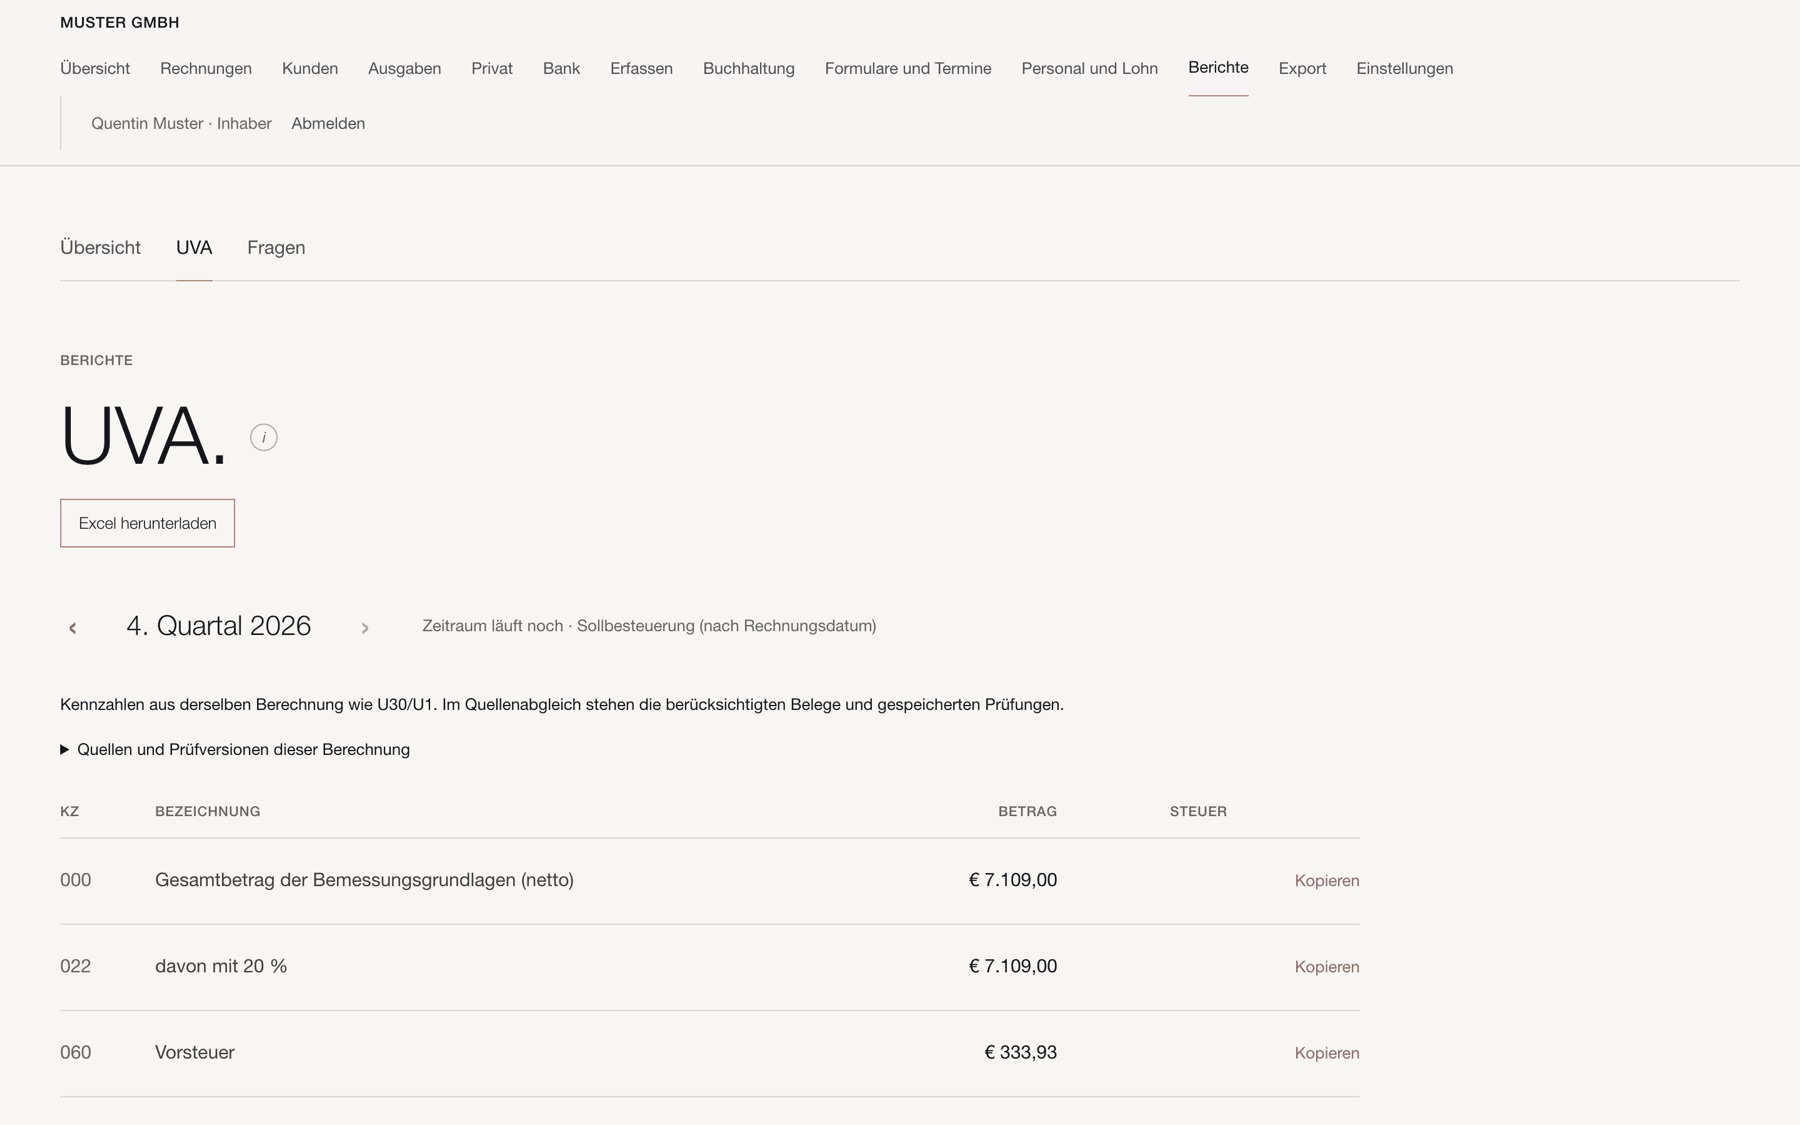 MUSTER GMBH
Übersicht Rechnungen Kunden Ausgaben Privat Bank Erfassen Buchhaltung Formulare und Termine Personal und Lohn Berichte Export Einstellungen
Quentin Muster · Inhaber Abmelden
Übersicht UVA Fragen
BERICHTE
UVA. i
Excel herunterladen
‹ 4. Quartal 2026 › Zeitraum läuft noch · Sollbesteuerung (nach Rechnungsdatum)
Kennzahlen aus derselben Berechnung wie U30/U1. Im Quellenabgleich stehen die berücksichtigten Belege und gespeicherten Prüfungen.
▶ Quellen und Prüfversionen dieser Berechnung
KZ BEZEICHNUNG BETRAG STEUER
000 Gesamtbetrag der Bemessungsgrundlagen (netto) € 7.109,00 Kopieren
022 davon mit 20 % € 7.109,00 Kopieren
060 Vorsteuer € 333,93 Kopieren